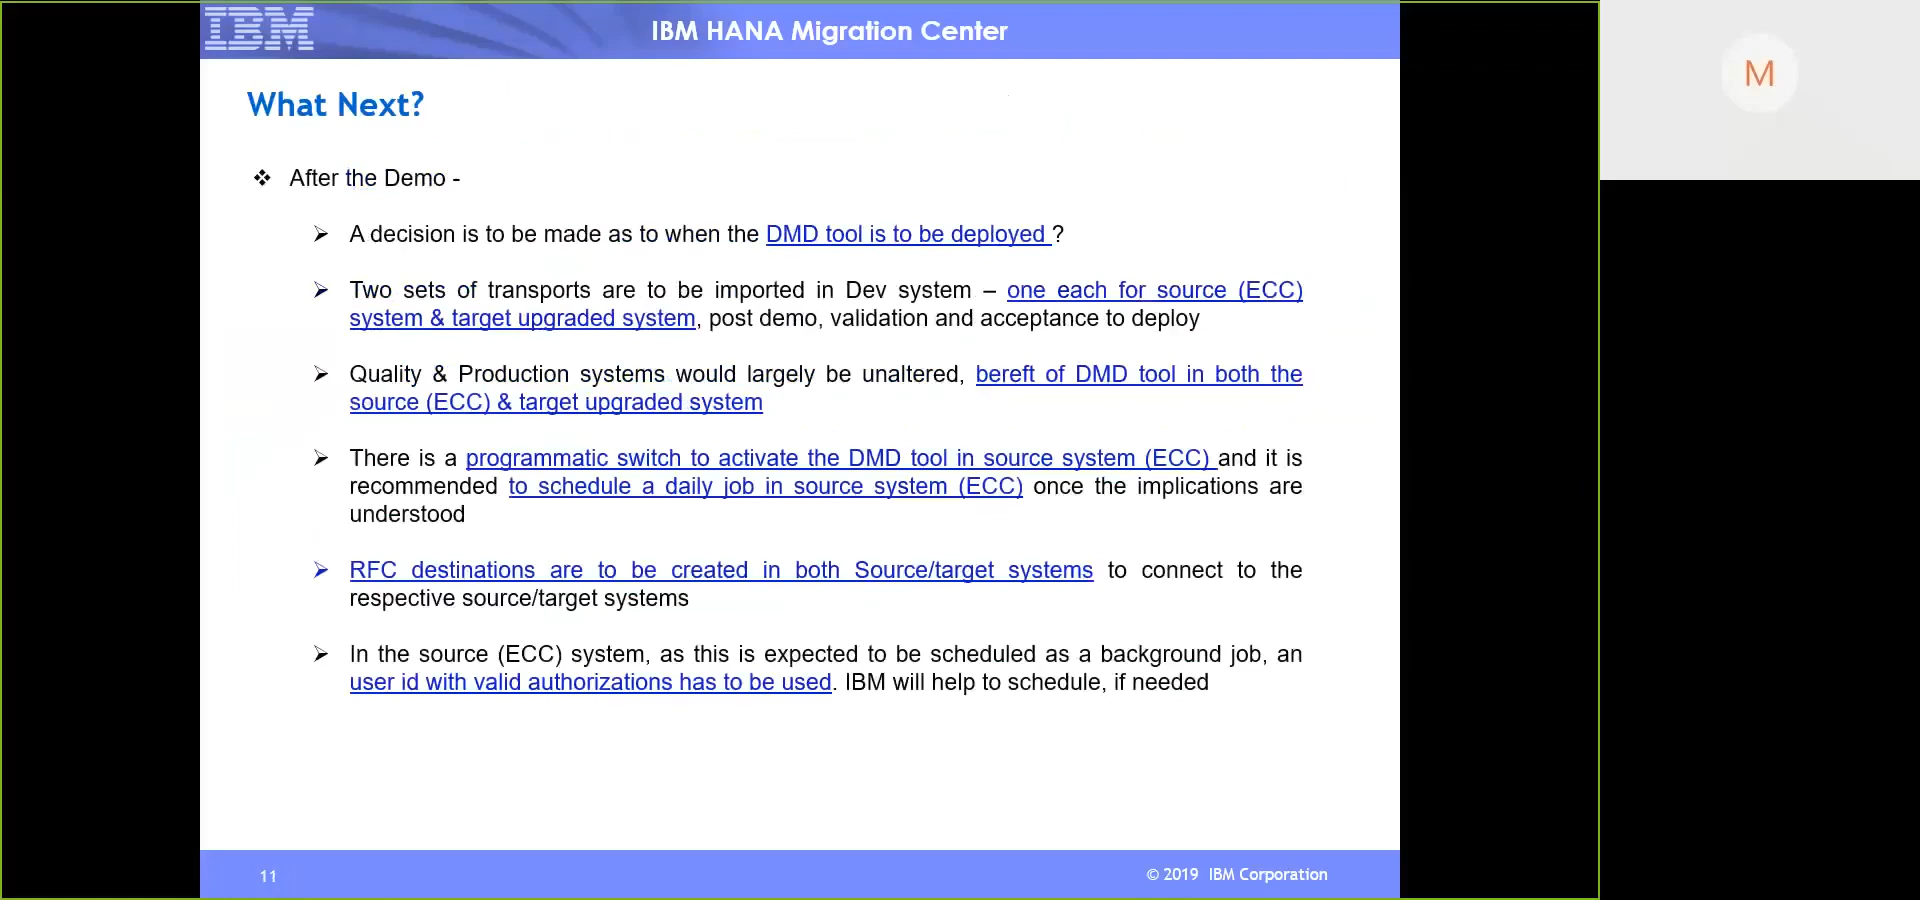 IBM
IBM HANA Migration Center
M
What Next?
❖ After the Demo -
➢ A decision is to be made as to when the DMD tool is to be deployed ?
➢ Two sets of transports are to be imported in Dev system – one each for source (ECC)
system & target upgraded system, post demo, validation and acceptance to deploy
➢ Quality & Production systems would largely be unaltered, bereft of DMD tool in both the
source (ECC) & target upgraded system
➢ There is a programmatic switch to activate the DMD tool in source system (ECC) and it is
recommended to schedule a daily job in source system (ECC) once the implications are
understood
➢ RFC destinations are to be created in both Source/target systems to connect to the
respective source/target systems
➢ In the source (ECC) system, as this is expected to be scheduled as a background job, an
user id with valid authorizations has to be used. IBM will help to schedule, if needed
11
© 2019 IBM Corporation